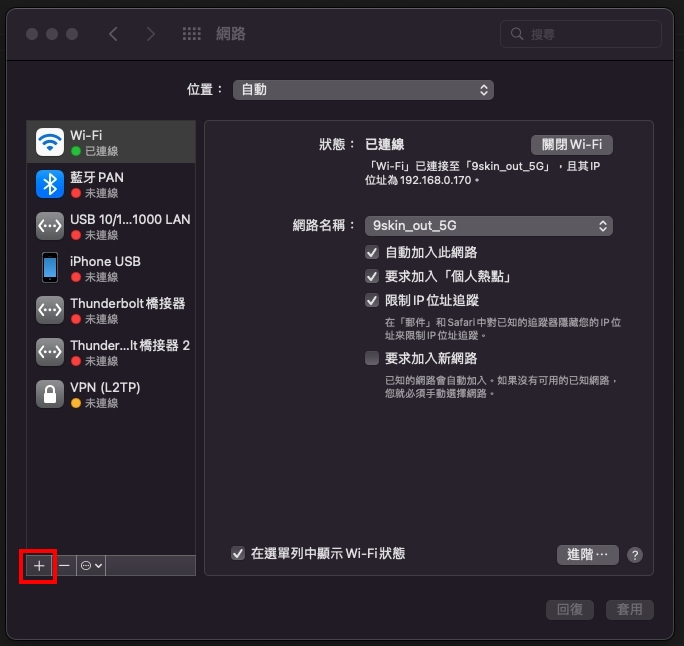 網路
搜尋
位置：
自動
Wi-Fi
已連線
藍牙 PAN
未連線
USB 10/1...1000 LAN
未連線
iPhone USB
未連線
Thunderbolt 橋接器
未連線
Thunder...lt 橋接器 2
未連線
VPN (L2TP)
未連線
狀態：
已連線
關閉 Wi-Fi
「Wi-Fi」已連接至「9skin_out_5G」，且其 IP
位址為 192.168.0.170。
網路名稱：
9skin_out_5G
自動加入此網路
要求加入「個人熱點」
限制 IP 位址追蹤
在「郵件」和 Safari 中對已知的追蹤器隱藏您的 IP 位
址來限制 IP 位址追蹤。
要求加入新網路
已知的網路會自動加入。如果沒有可用的已知網路，
您就必須手動選擇網路。
在選單列中顯示 Wi-Fi 狀態
進階⋯
?
回復
套用